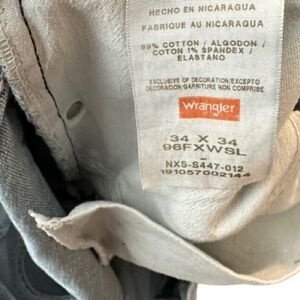 HECHO EN NICARAGUA
FABRIQUE AU NICARAGUA
99% COTTON / ALGODON /
COTON 1% SPANDEX /
ELASTANO
EXCLUSIVE OF DECORATION/EXCEPTO
DECORACION/GARNITURE NON COMPRISE
Wrangler
34 X 34
96FXWSL
-
NXS-S447-012
191057002144